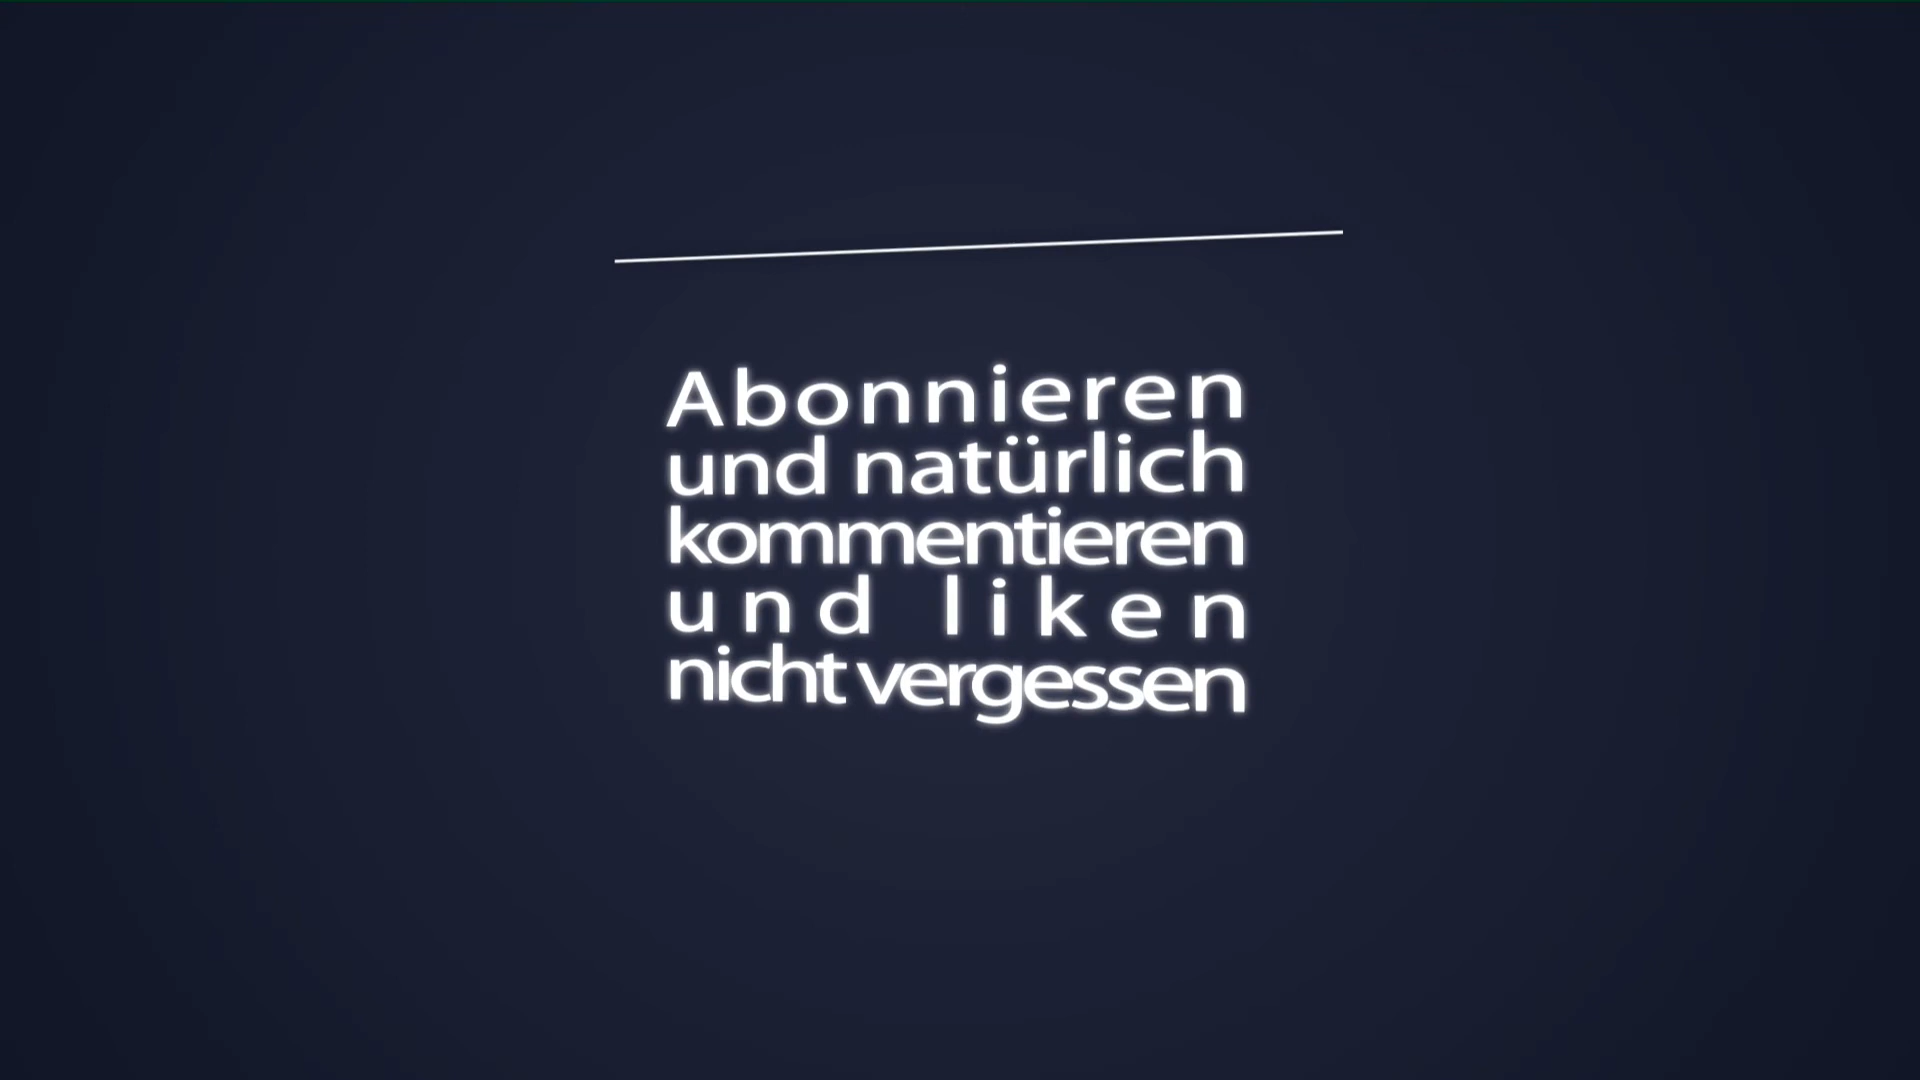 Abonnieren
und natürlich
kommentieren
und liken
nicht vergessen